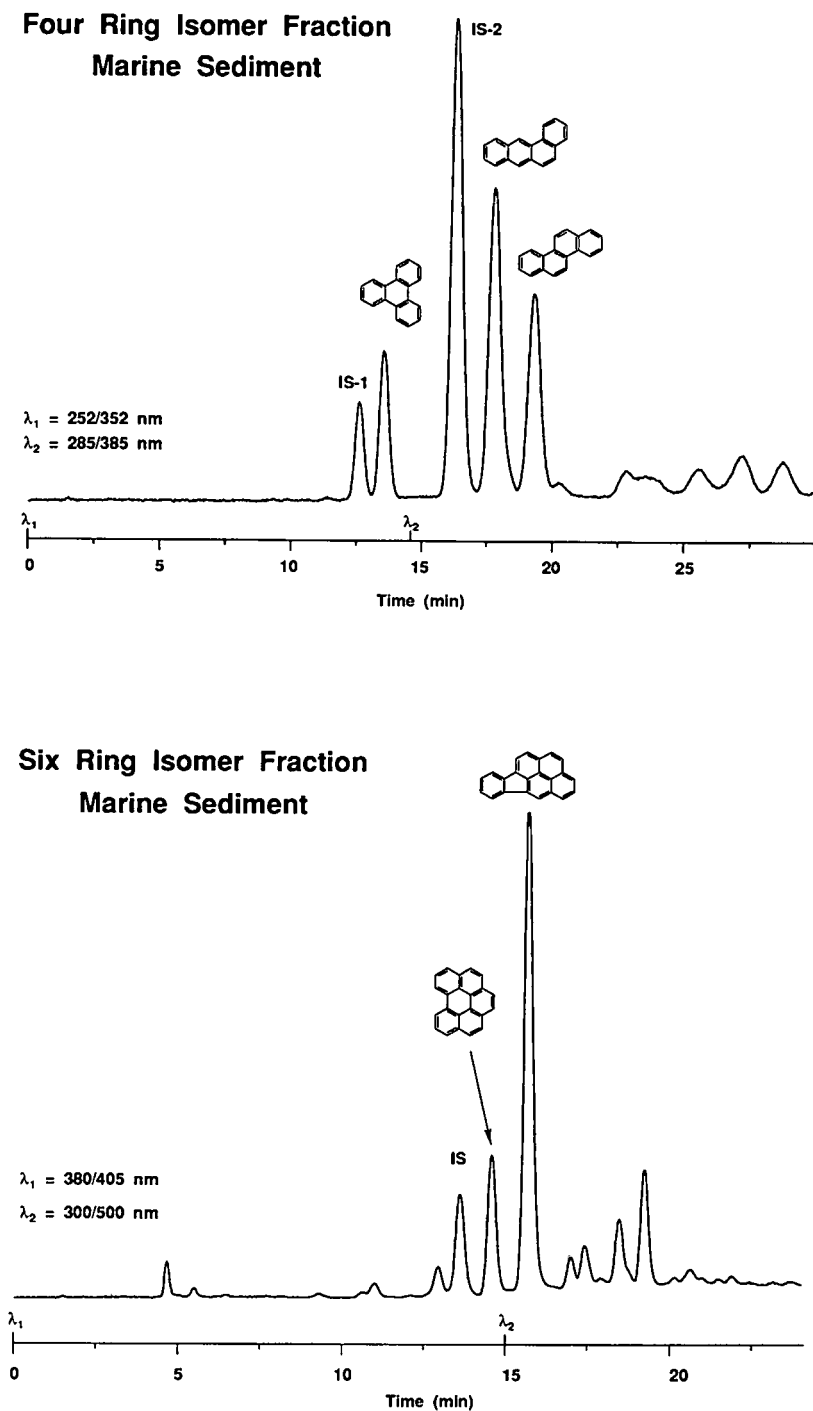 Four Ring Isomer Fraction
Marine Sediment
IS-2
IS-1
λ1 = 252/352 nm
λ2 = 285/385 nm
λ1
λ2
0 5 10 15 20 25
Time (min)
Six Ring Isomer Fraction
Marine Sediment
IS
λ1 = 380/405 nm
λ2 = 300/500 nm
λ1
λ2
0 5 10 15 20
Time (min)